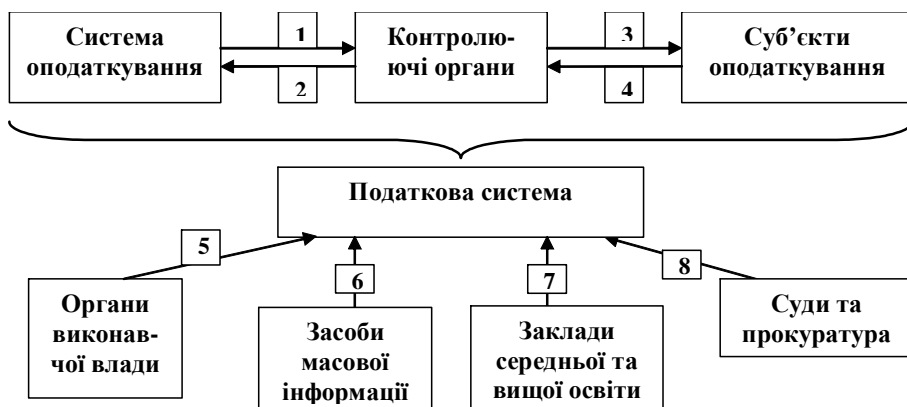 Система
оподаткування
1
2
Контролю-
ючі органи
3
4
Суб’єкти
оподаткування
Податкова система
5
6
7
8
Органи
виконав-
чої влади
Засоби
масової
інформації
Заклади
середньої та
вищої освіти
Суди та
прокуратура